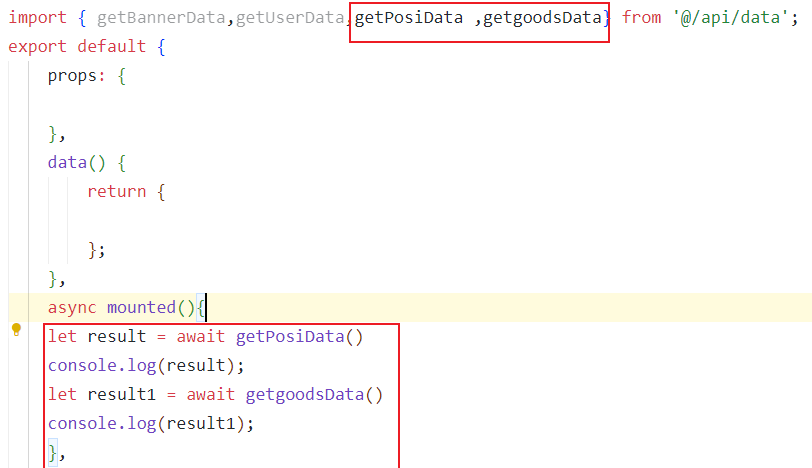 import { getBannerData,getUserData,getPosiData ,getgoodsData} from '@/api/data';
export default {
props: {
},
data() {
return {
};
},
async mounted(){
let result = await getPosiData()
console.log(result);
let result1 = await getgoodsData()
console.log(result1);
},